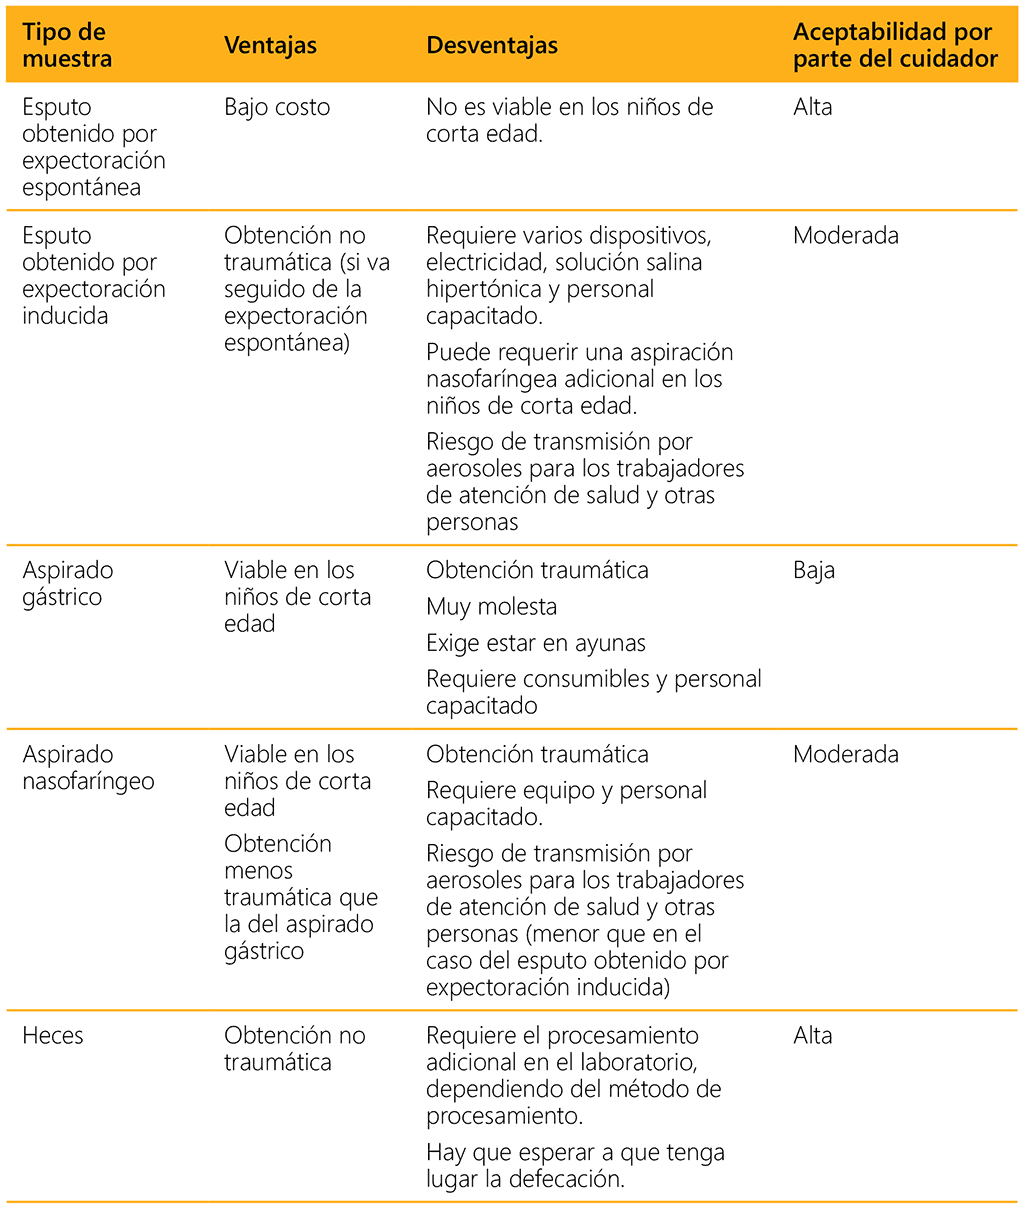 Tipo de muestra
Ventajas
Desventajas
Aceptabilidad por parte del cuidador
Esputo
obtenido por
expectoración
espontánea
Bajo costo
No es viable en los niños de
corta edad.
Alta
Esputo
obtenido por
expectoración
inducida
Obtención no
traumática (si va
seguido de la
expectoración
espontánea)
Requiere varios dispositivos,
electricidad, solución salina
hipertónica y personal
capacitado.
Puede requerir una aspiración
nasofaríngea adicional en los
niños de corta edad.
Riesgo de transmisión por
aerosoles para los trabajadores
de atención de salud y otras
personas
Moderada
Aspirado
gástrico
Viable en los
niños de corta
edad
Obtención traumática
Muy molesta
Exige estar en ayunas
Requiere consumibles y personal
capacitado
Baja
Aspirado
nasofaríngeo
Viable en los
niños de corta
edad
Obtención
menos
traumática que
la del aspirado
gástrico
Obtención traumática
Requiere equipo y personal
capacitado.
Riesgo de transmisión por
aerosoles para los trabajadores
de atención de salud y otras
personas (menor que en el
caso del esputo obtenido por
expectoración inducida)
Moderada
Heces
Obtención no
traumática
Requiere el procesamiento
adicional en el laboratorio,
dependiendo del método de
procesamiento.
Hay que esperar a que tenga
lugar la defecación.
Alta